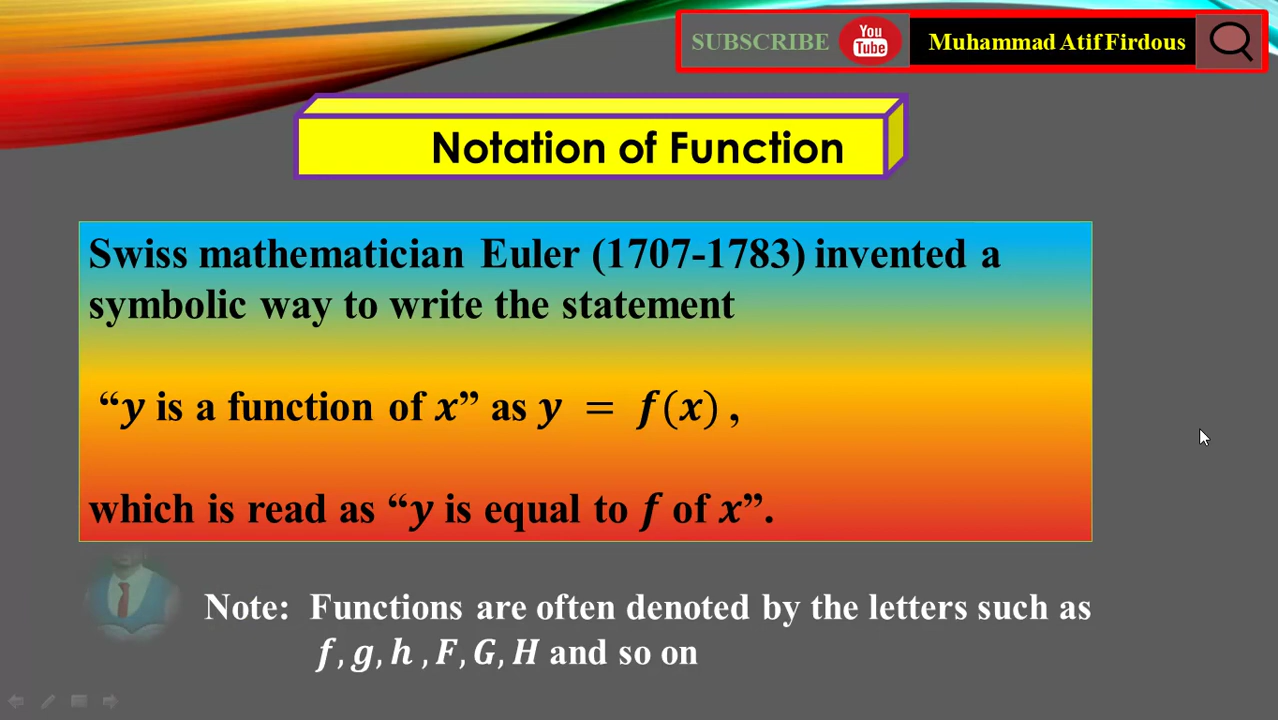 SUBSCRIBE You Tube Muhammad Atif Firdous
Notation of Function
Swiss mathematician Euler (1707-1783) invented a
symbolic way to write the statement
“y is a function of x” as y = f(x) ,
which is read as “y is equal to f of x”.
Note: Functions are often denoted by the letters such as
f, g, h , F, G, H and so on